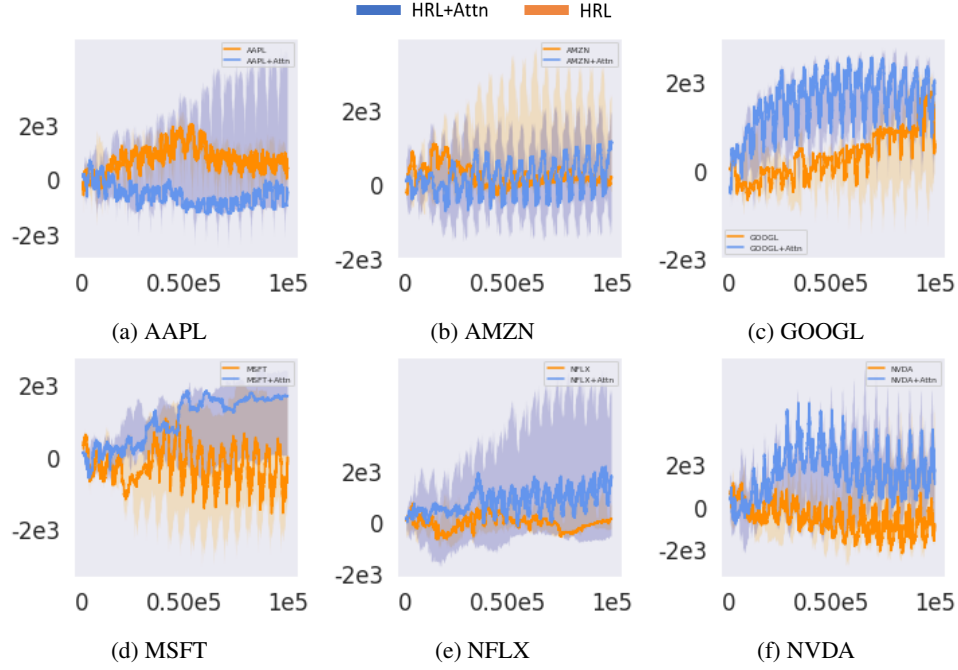 HRL+Attn HRL
AAPL
AAPL+Attn
2e3
0
-2e3
0 0.50e5 1e5
(a) AAPL
AMZN
AMZN+Attn
2e3
0
-2e3
0 0.50e5 1e5
(b) AMZN
2e3
0
-2e3
GOOGL
GOOGL+Attn
0 0.50e5 1e5
(c) GOOGL
MSFT
MSFT+Attn
2e3
0
-2e3
0 0.50e5 1e5
(d) MSFT
NFLX
NFLX+Attn
2e3
0
-2e3
0 0.50e5 1e5
(e) NFLX
NVDA
NVDA+Attn
2e3
0
-2e3
0 0.50e5 1e5
(f) NVDA